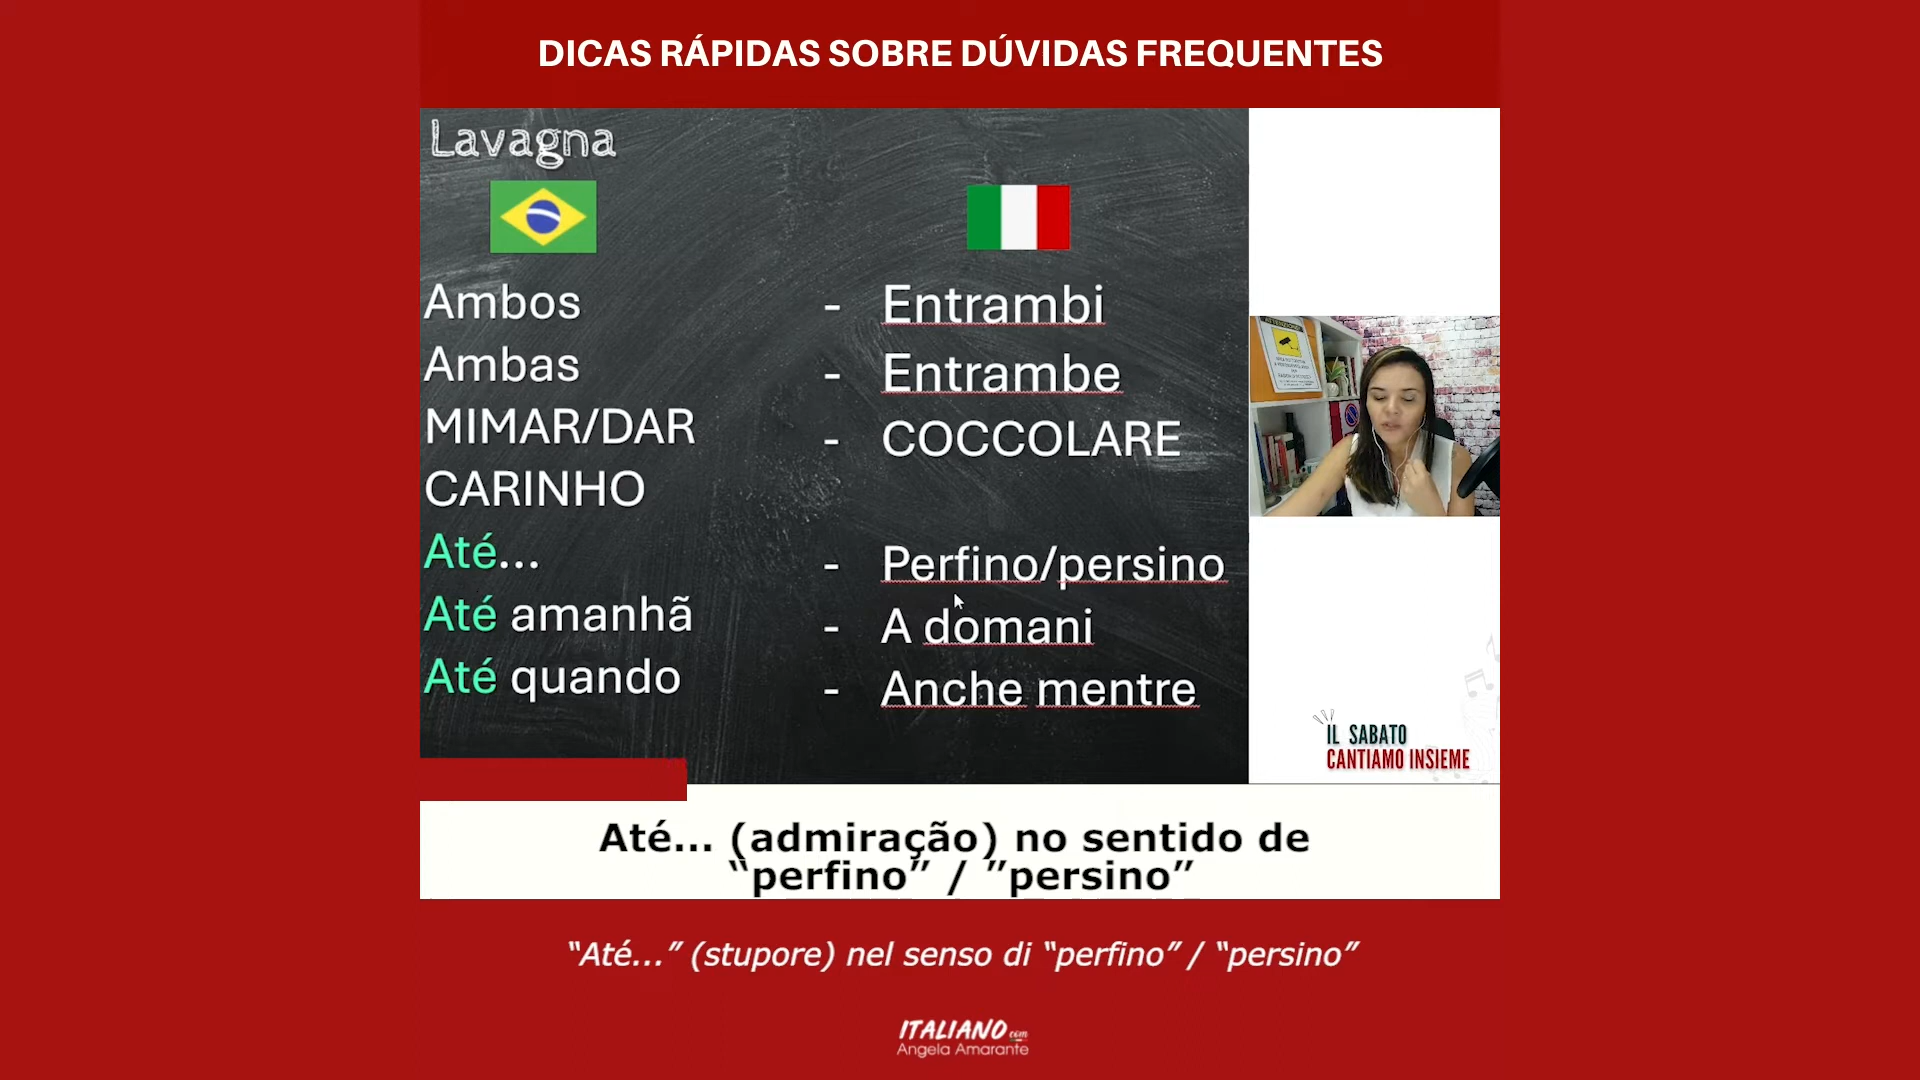 DICAS RÁPIDAS SOBRE DÚVIDAS FREQUENTES
Lavagna
Ambos - Entrambi
Ambas - Entrambe
MIMAR/DAR - COCCOLARE
CARINHO
Até... - Perfino/persino
Até amanhã - A domani
Até quando - Anche mentre
IL SABATO
CANTIAMO INSIEME
Até... (admiração) no sentido de
“perfino” / ”persino”
“Até...” (stupore) nel senso di “perfino” / “persino”
ITALIANO com
Angela Amarante